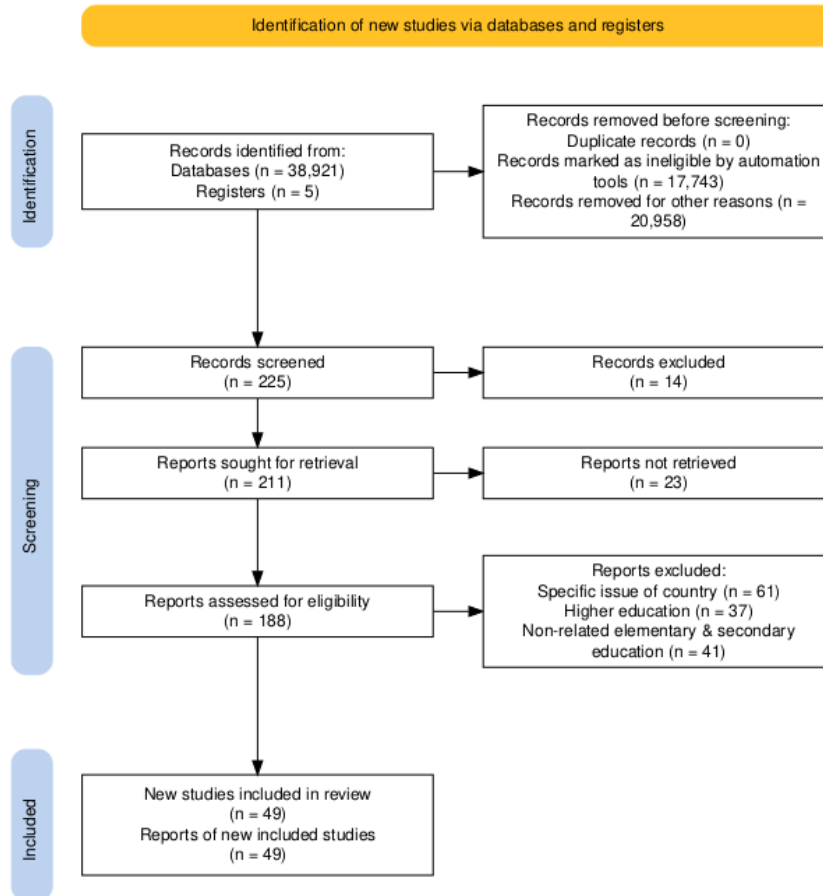 Identification of new studies via databases and registers
Identification
Records identified from:
Databases (n = 38,921)
Registers (n = 5)
Records removed before screening:
Duplicate records (n = 0)
Records marked as ineligible by automation
tools (n = 17,743)
Records removed for other reasons (n =
20,958)
Screening
Records screened
(n = 225)
Records excluded
(n = 14)
Reports sought for retrieval
(n = 211)
Reports not retrieved
(n = 23)
Reports assessed for eligibility
(n = 188)
Reports excluded:
Specific issue of country (n = 61)
Higher education (n = 37)
Non-related elementary & secondary
education (n = 41)
Included
New studies included in review
(n = 49)
Reports of new included studies
(n = 49)